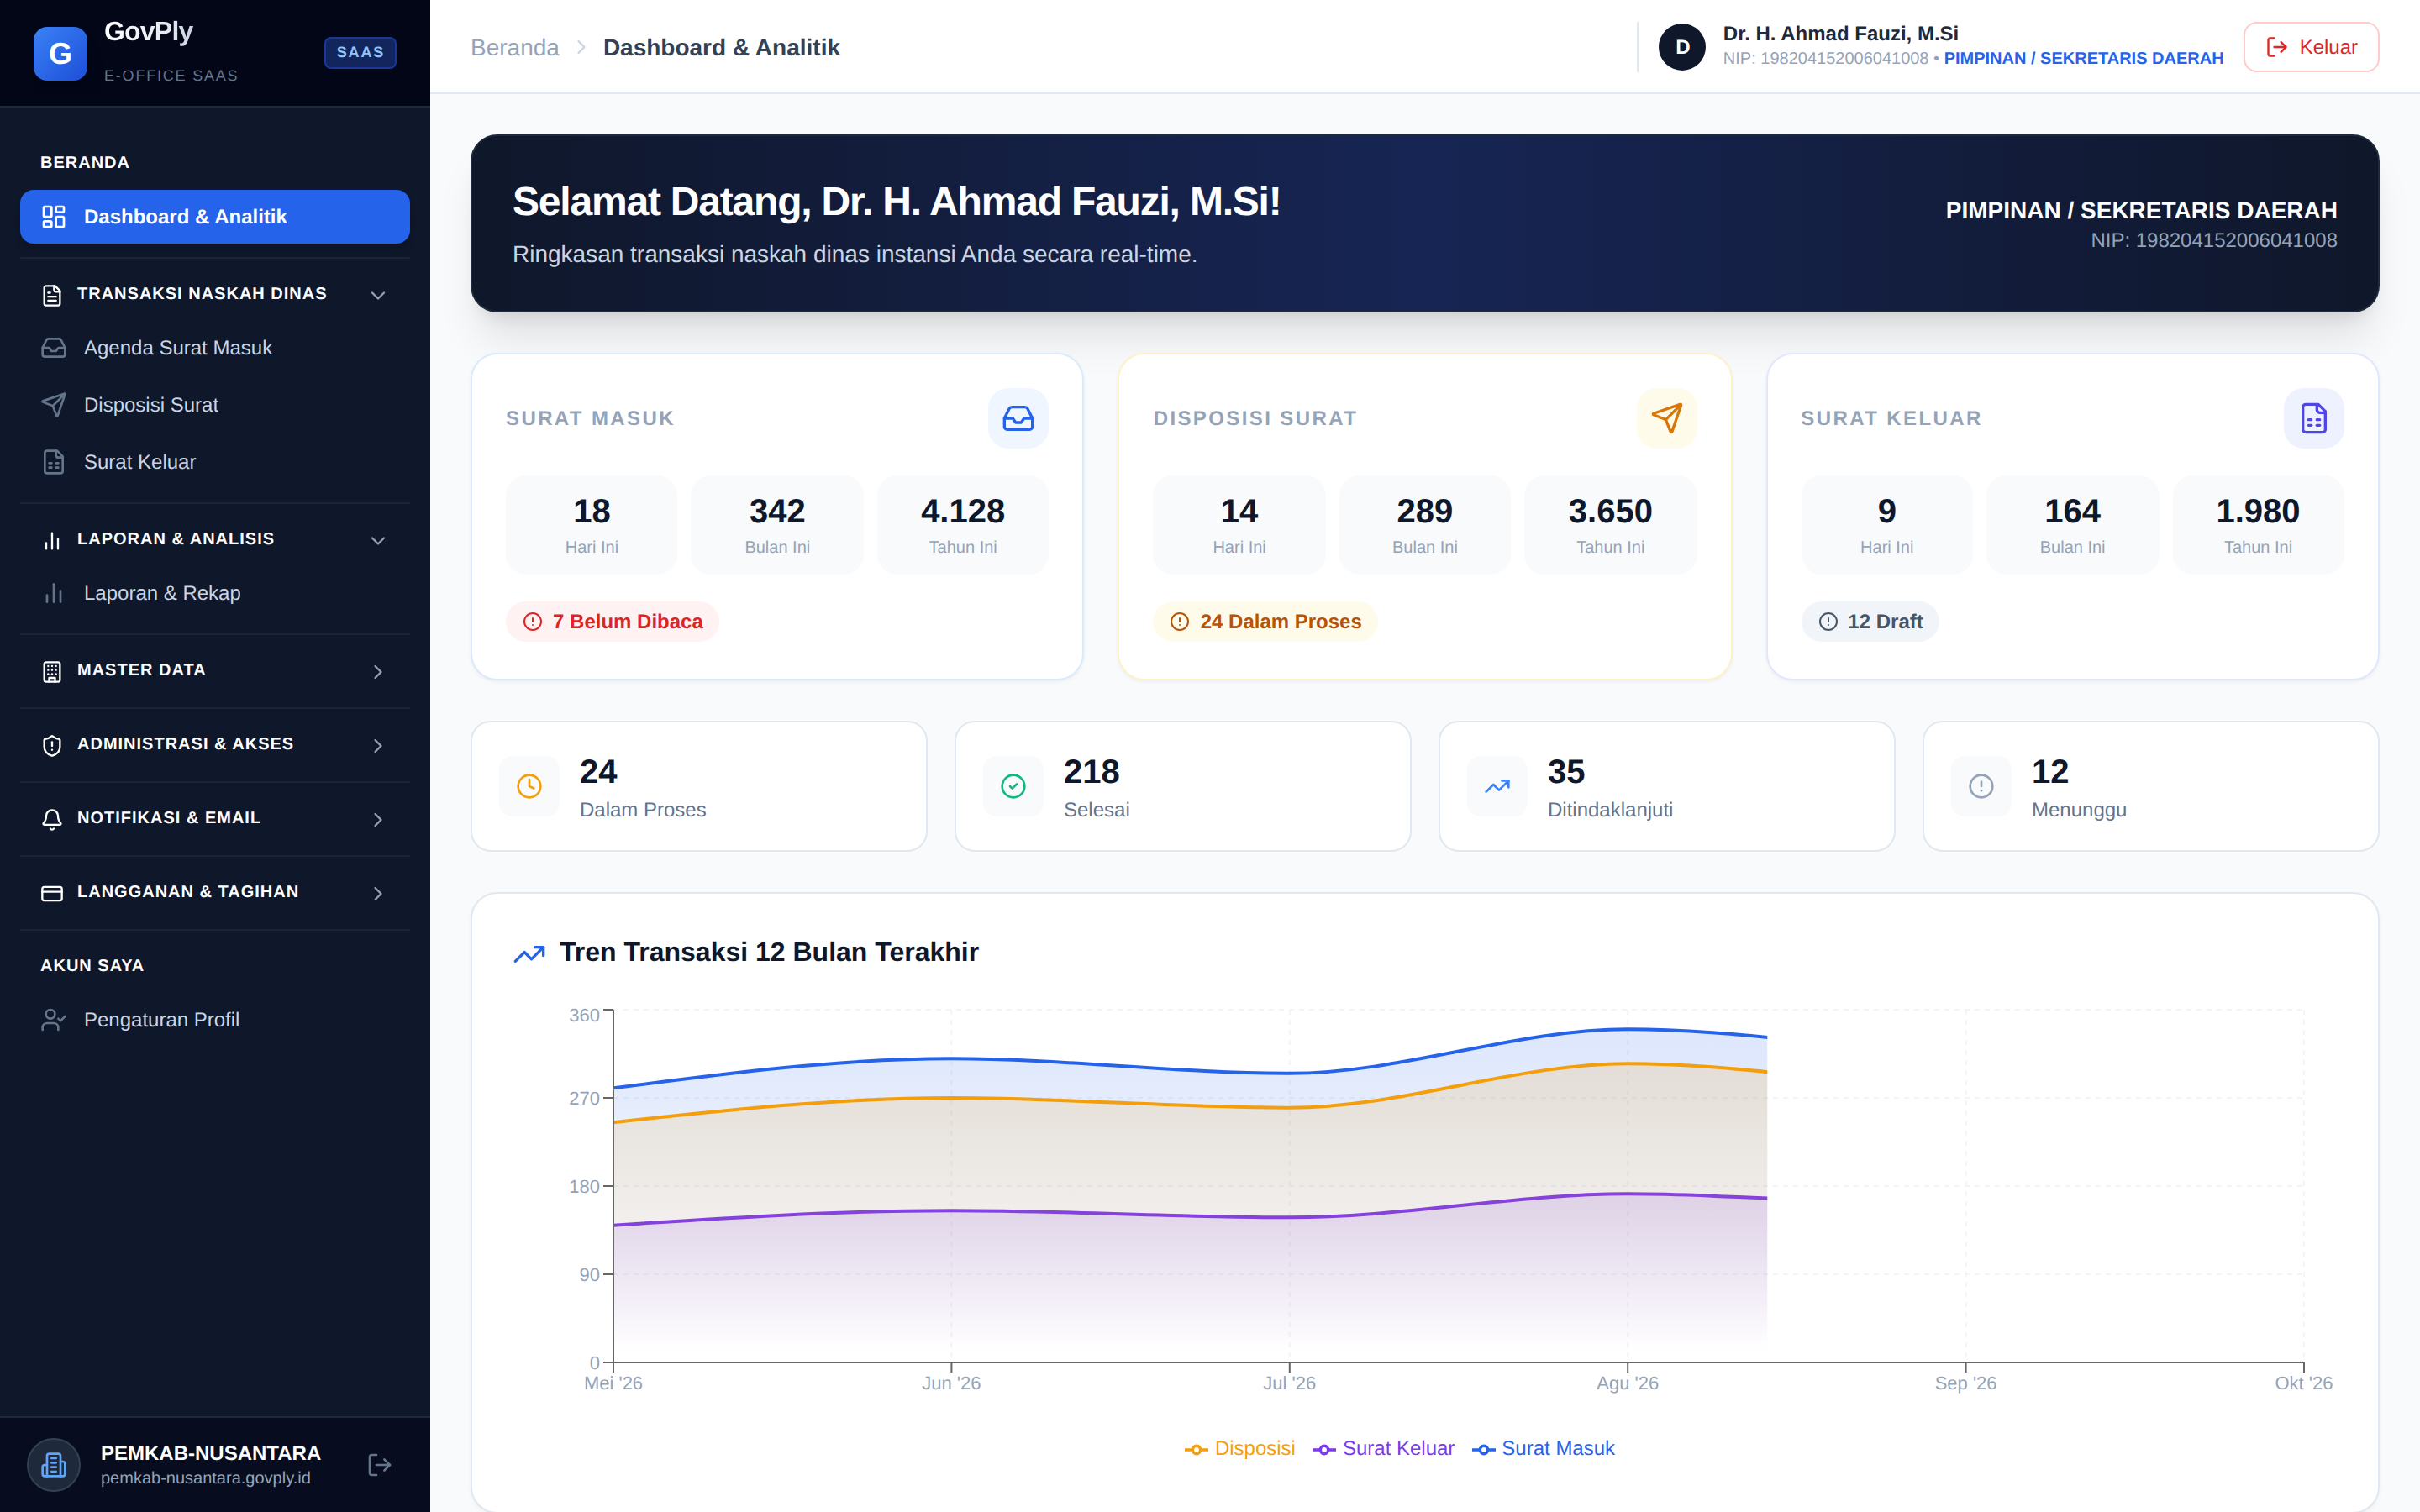 G
GovPly
E-OFFICE SAAS
SAAS
BERANDA
Dashboard & Analitik
TRANSAKSI NASKAH DINAS
Agenda Surat Masuk
Disposisi Surat
Surat Keluar
LAPORAN & ANALISIS
Laporan & Rekap
MASTER DATA
ADMINISTRASI & AKSES
NOTIFIKASI & EMAIL
LANGGANAN & TAGIHAN
AKUN SAYA
Pengaturan Profil
PEMKAB-NUSANTARA
pemkab-nusantara.govply.id
Beranda
Dashboard & Analitik
D
Dr. H. Ahmad Fauzi, M.Si
NIP: 198204152006041008 • PIMPINAN / SEKRETARIS DAERAH
Keluar
Selamat Datang, Dr. H. Ahmad Fauzi, M.Si!
Ringkasan transaksi naskah dinas instansi Anda secara real-time.
PIMPINAN / SEKRETARIS DAERAH
NIP: 198204152006041008
SURAT MASUK
18
Hari Ini
342
Bulan Ini
4.128
Tahun Ini
7 Belum Dibaca
DISPOSISI SURAT
14
Hari Ini
289
Bulan Ini
3.650
Tahun Ini
24 Dalam Proses
SURAT KELUAR
9
Hari Ini
164
Bulan Ini
1.980
Tahun Ini
12 Draft
24
Dalam Proses
218
Selesai
35
Ditindaklanjuti
12
Menunggu
Tren Transaksi 12 Bulan Terakhir
360
270
180
90
0
Mei '26
Jun '26
Jul '26
Agu '26
Sep '26
Okt '26
Disposisi
Surat Keluar
Surat Masuk